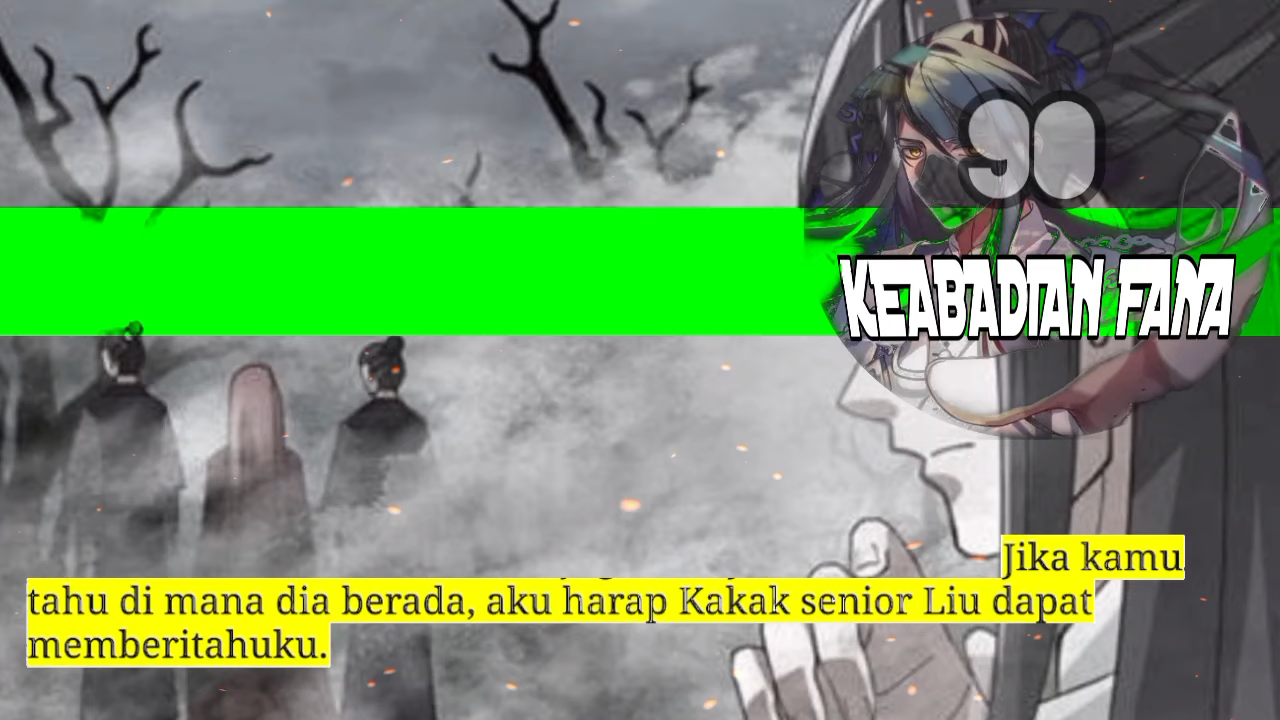 90
KEABADIAN FANA
Jika kamu
tahu di mana dia berada, aku harap Kakak senior Liu dapat
memberitahuku.